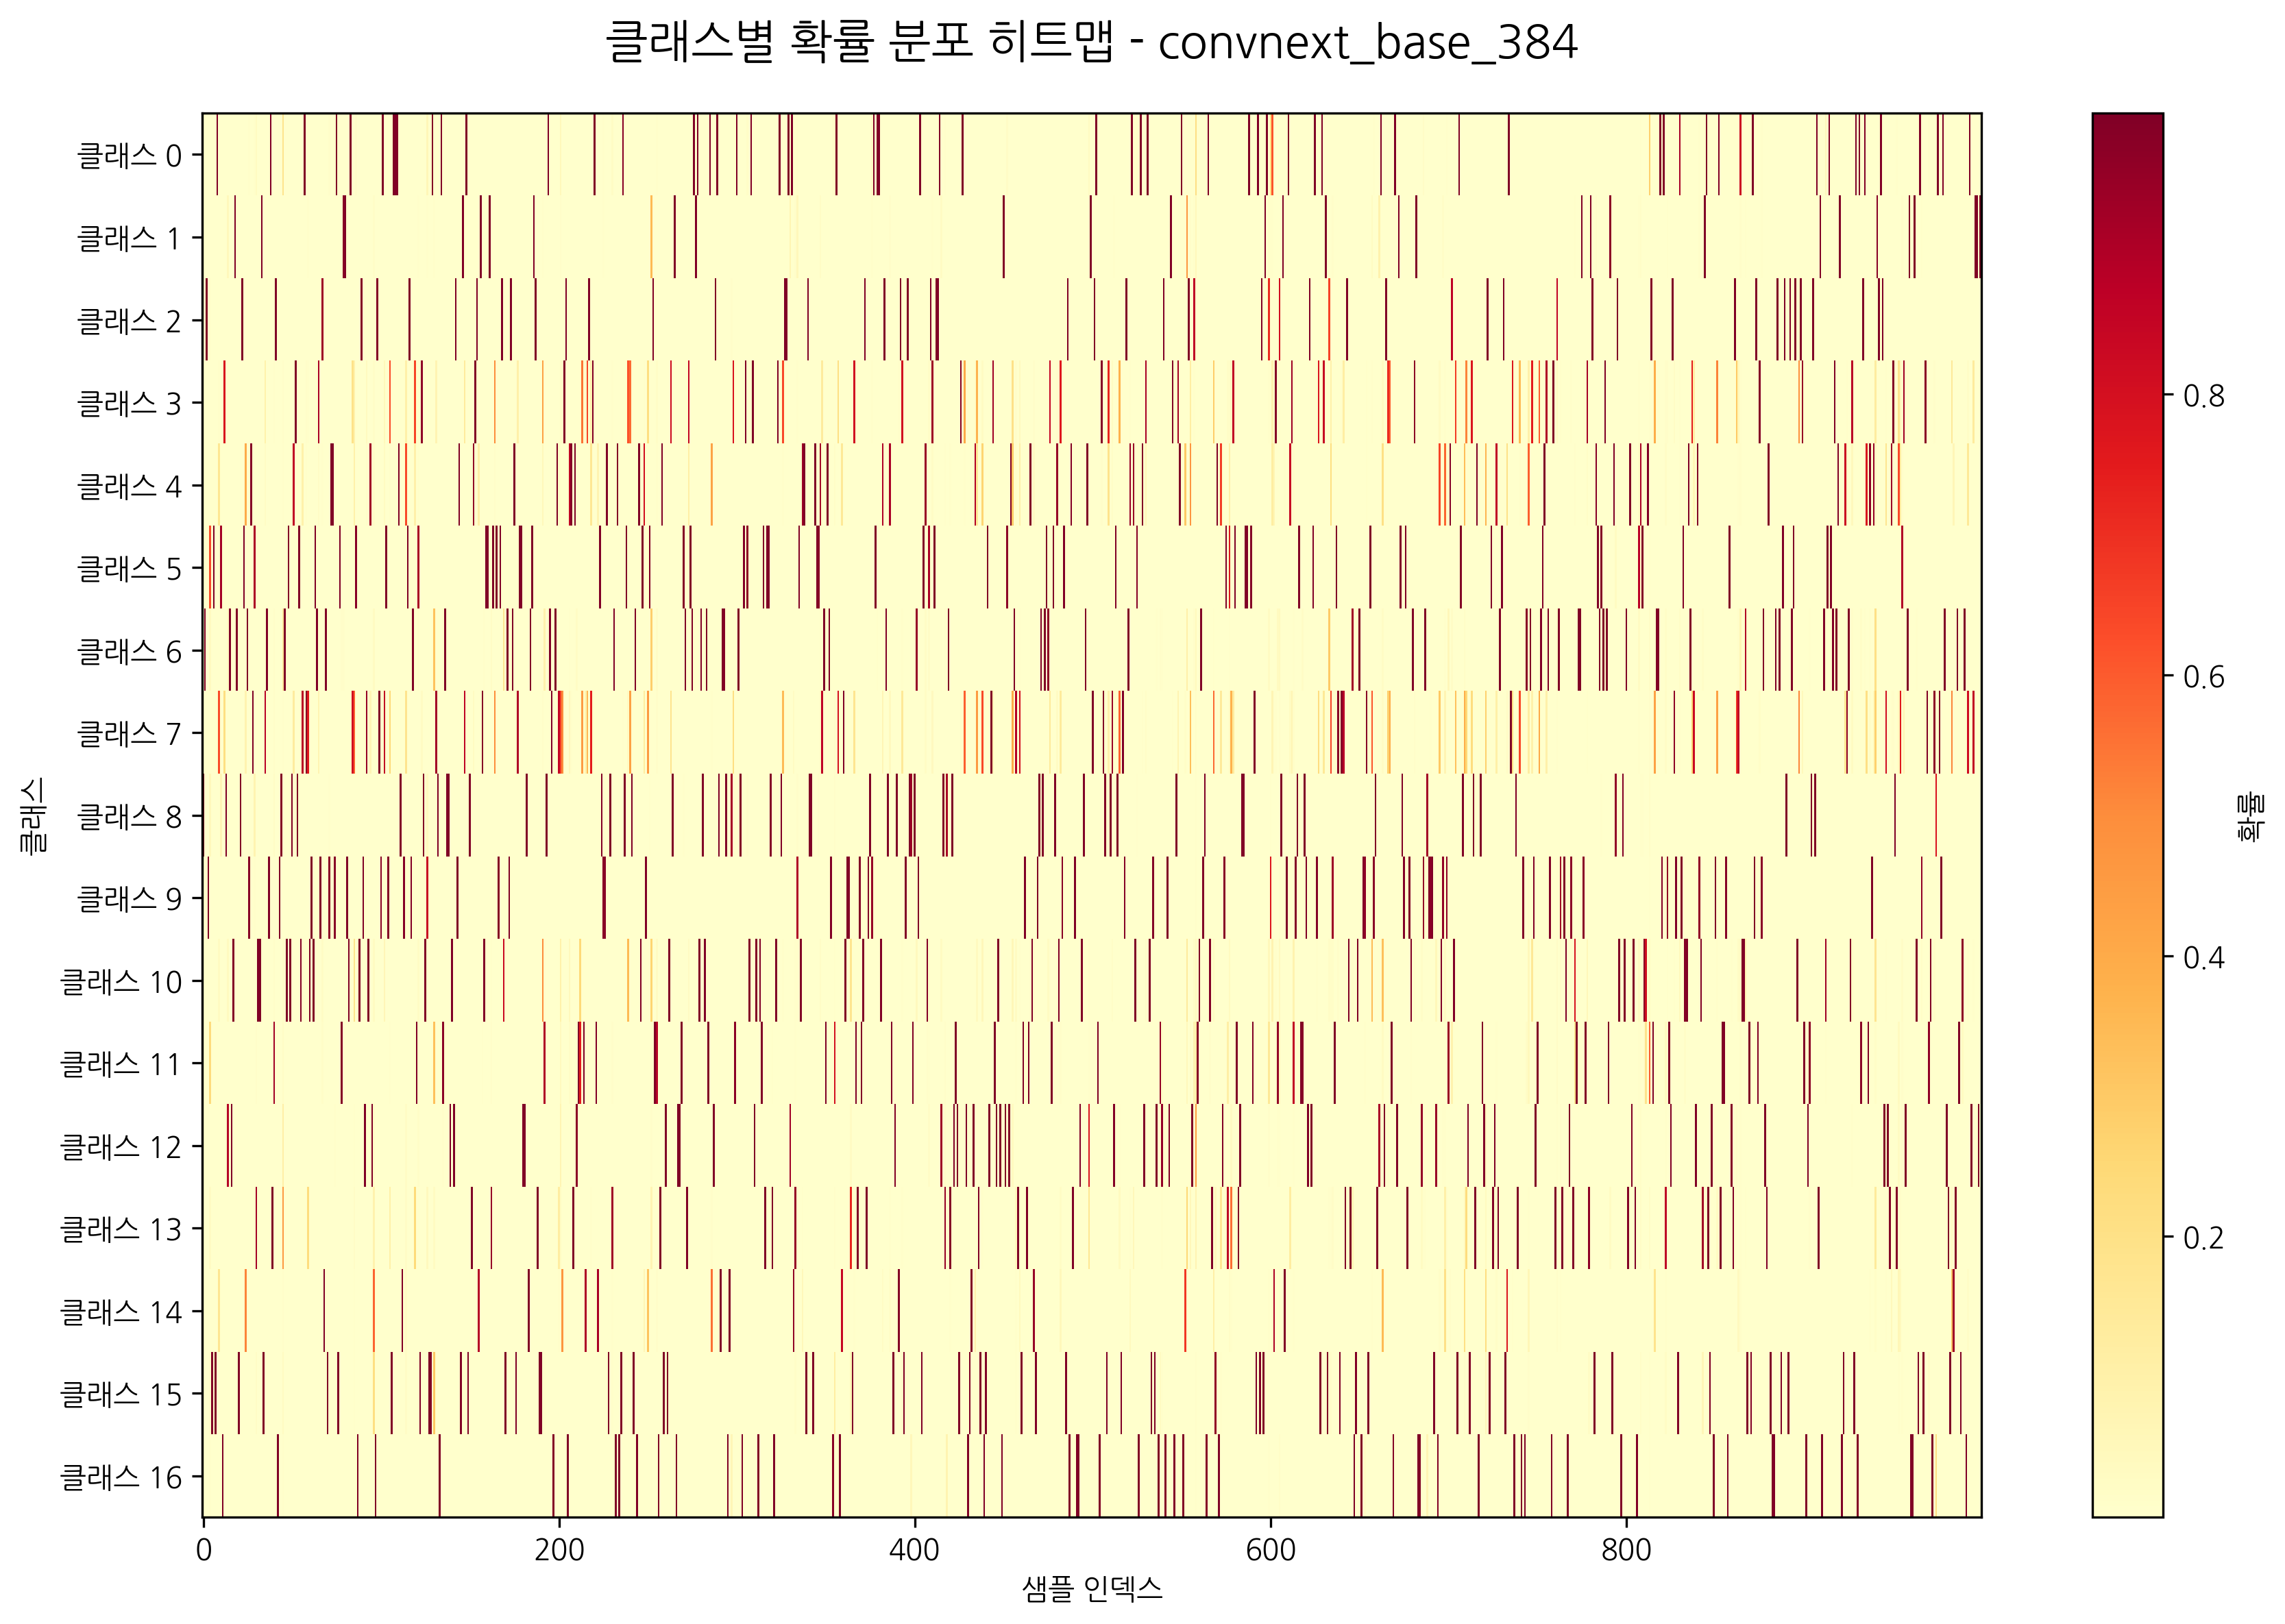 클래스별 확률 분포 히트맵 - convnext_base_384
클래스
클래스 0
클래스 1
클래스 2
클래스 3
클래스 4
클래스 5
클래스 6
클래스 7
클래스 8
클래스 9
클래스 10
클래스 11
클래스 12
클래스 13
클래스 14
클래스 15
클래스 16
0 200 400 600 800
샘플 인덱스
0.8
0.6
0.4
0.2
확률